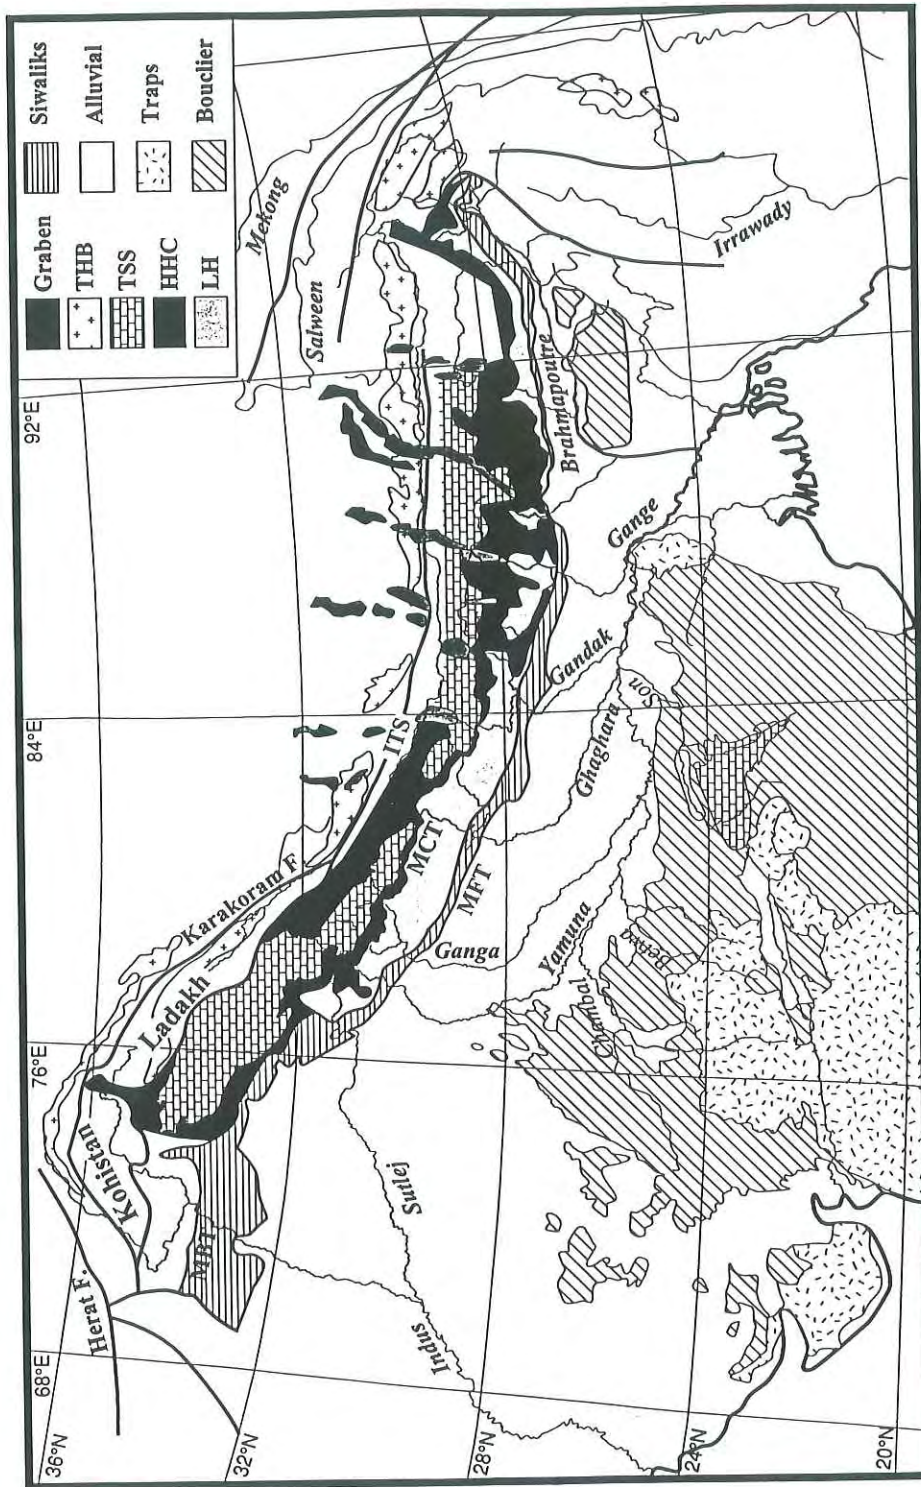 Graben
THB
TSS
HHC
LH
Siwaliks
Alluvial
Traps
Bouclier
68°E
76°E
84°E
92°E
36°N
32°N
28°N
24°N
20°N
Herat F.
Kohistan
Ladakh
Karakoram F.
ITS
MBT
MCT
MFT
Mekong
Salween
Irrawady
Brahmapoutre
Gange
Gandak
Son
Ghaghara
Ganga
Yamuna
Chambal
Betwa
Sutlej
Indus